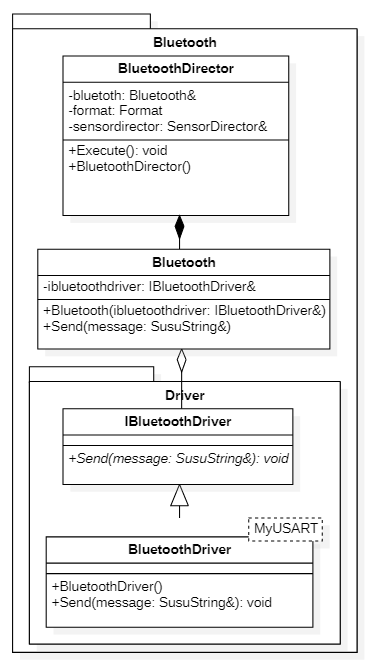 Bluetooth
BluetoothDirector
-bluetoth: Bluetooth&
-format: Format
-sensordirector: SensorDirector&
+Execute(): void
+BluetoothDirector()
Bluetooth
-ibluetoothdriver: IBluetoothDriver&
+Bluetooth(ibluetoothdriver: IBluetoothDriver&)
+Send(message: SusuString&)
Driver
IBluetoothDriver
+Send(message: SusuString&): void
MyUSART
BluetoothDriver
+BluetoothDriver()
+Send(message: SusuString&): void